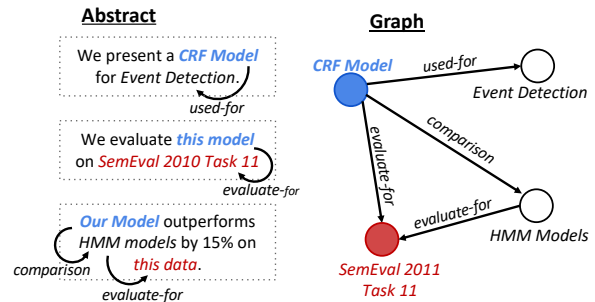 Abstract
We present a CRF Model
for Event Detection.
used-for
We evaluate this model
on SemEval 2010 Task 11
evaluate-for
Our Model outperforms
HMM models by 15% on
this data.
comparison
evaluate-for
Graph
CRF Model
used-for
Event Detection
evaluate-for
comparison
evaluate-for
HMM Models
SemEval 2011
Task 11